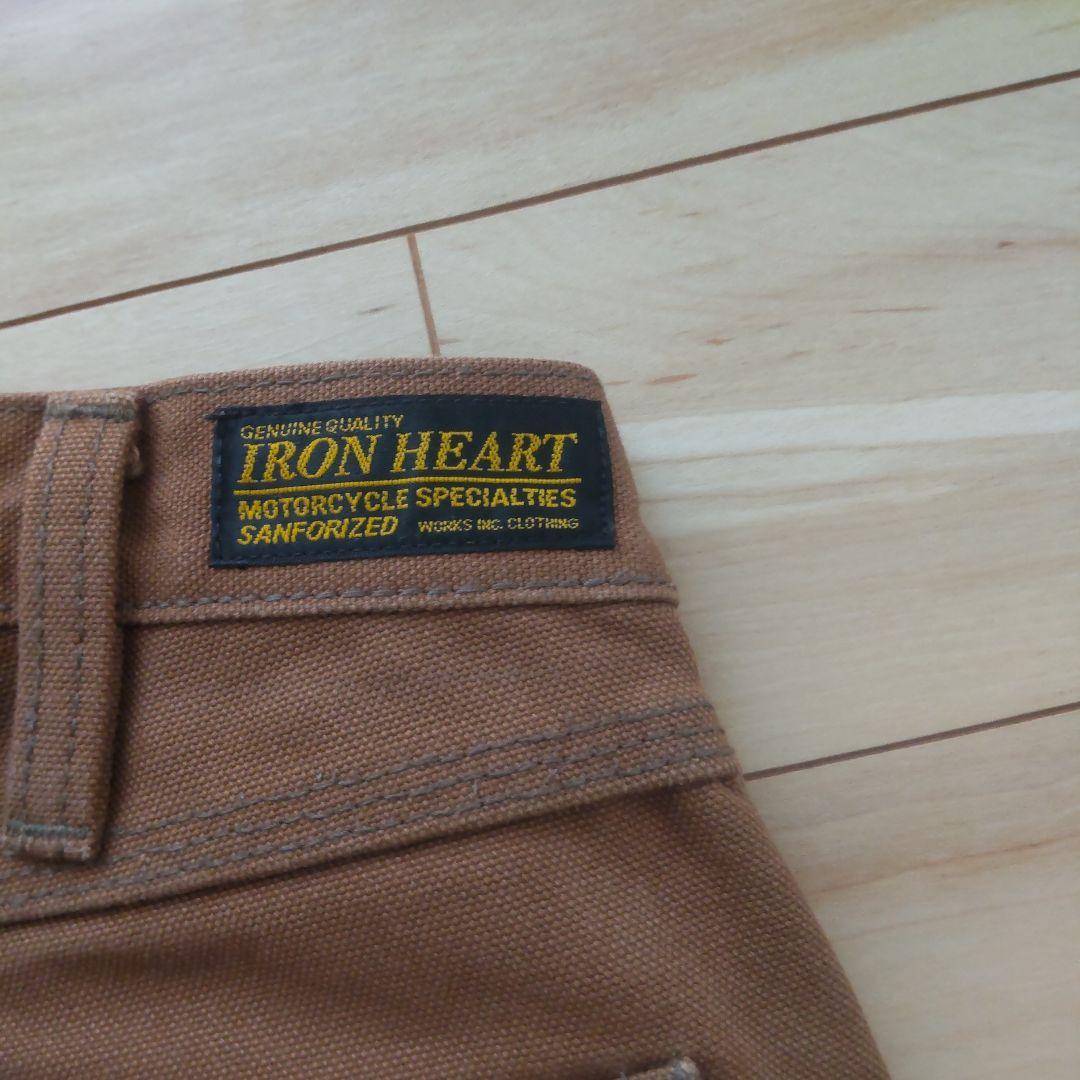 GENUINE QUALITY
IRON HEART
MOTORCYCLE SPECIALTIES
SANFORIZED WORKS INC. CLOTHING